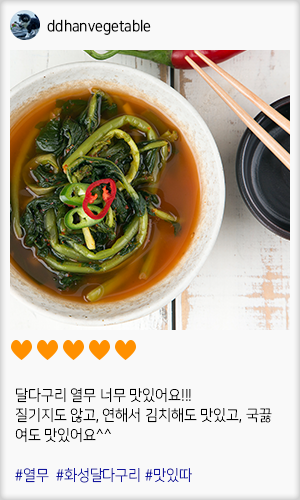 ddhanvegetable
달다구리 열무 너무 맛있어요!!!
질기지도 않고, 연해서 김치해도 맛있고, 국끓
여도 맛있어요^^
#열무 #화성달다구리 #맛있따